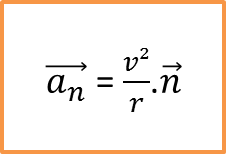 $\overrightarrow{a_n} = \frac{v^2}{r} . \vec{n}$